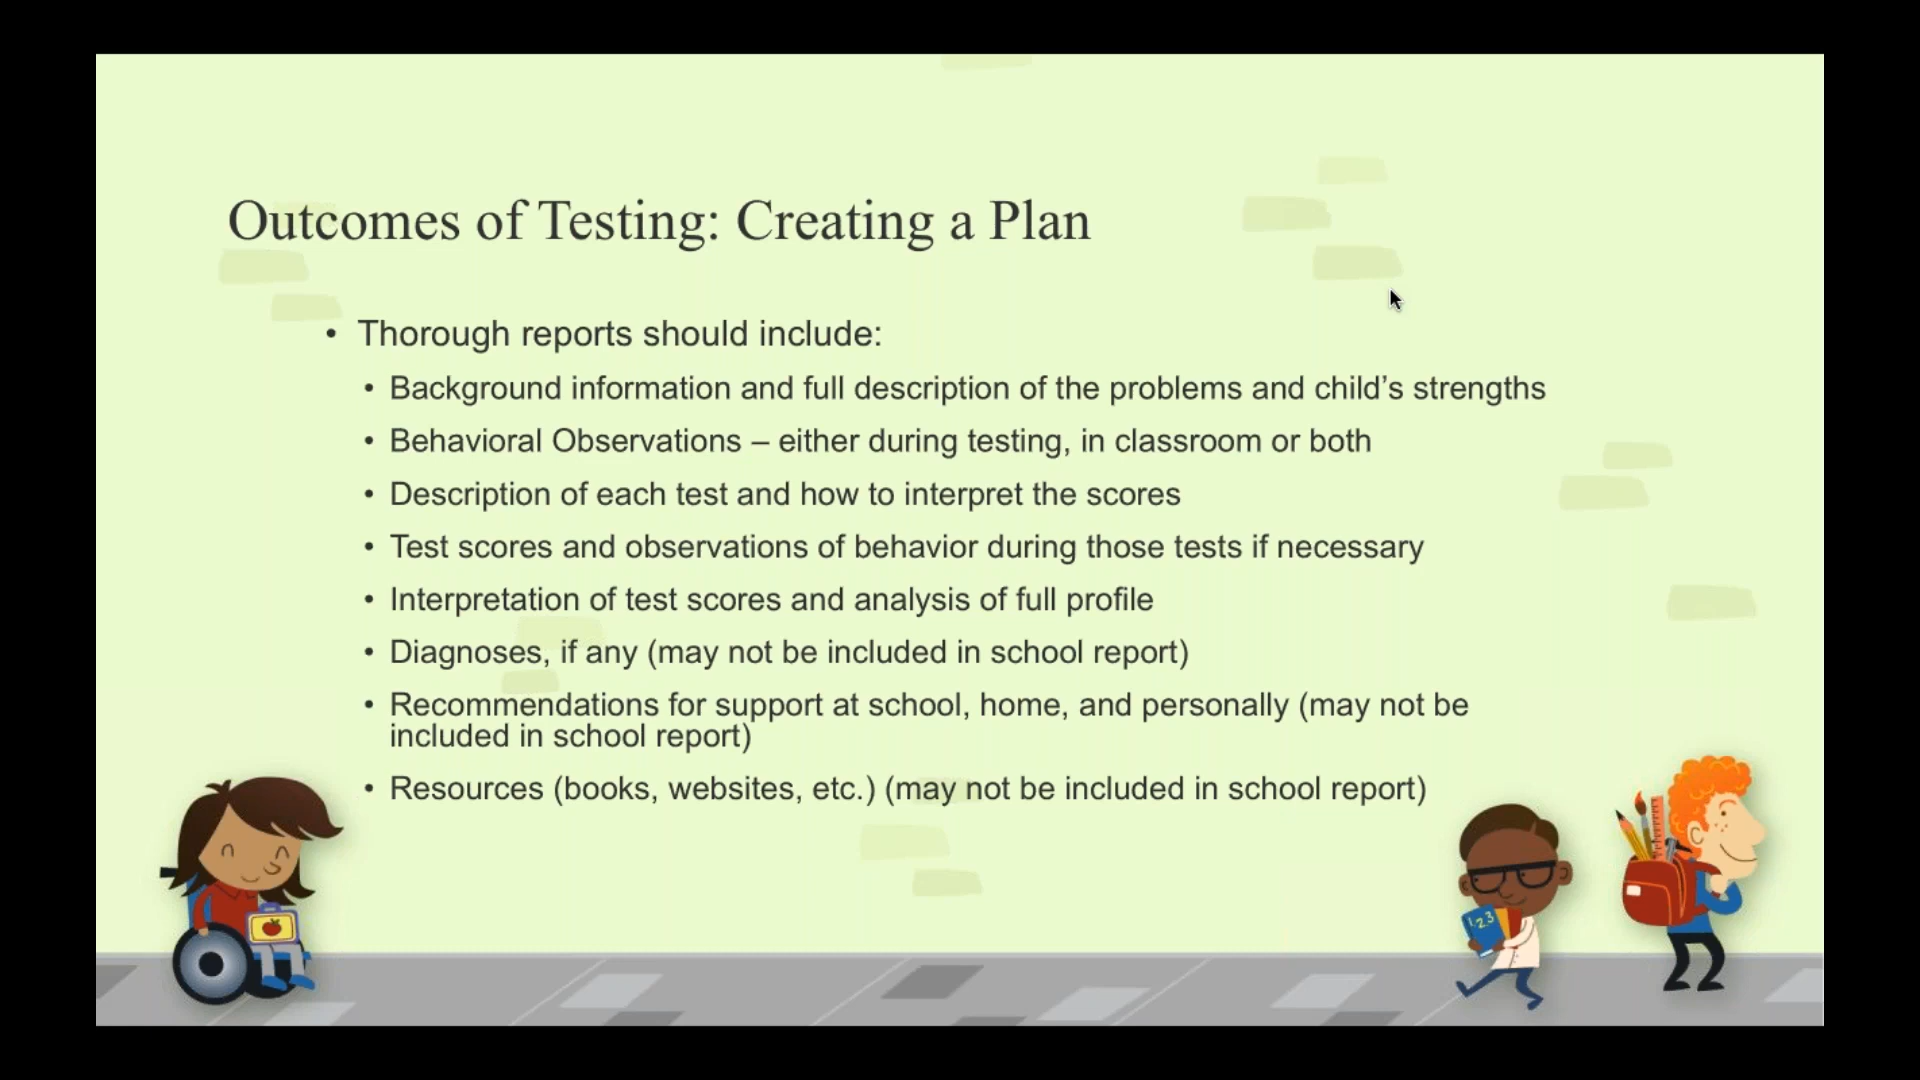 Outcomes of Testing: Creating a Plan
• Thorough reports should include:
• Background information and full description of the problems and child’s strengths
• Behavioral Observations – either during testing, in classroom or both
• Description of each test and how to interpret the scores
• Test scores and observations of behavior during those tests if necessary
• Interpretation of test scores and analysis of full profile
• Diagnoses, if any (may not be included in school report)
• Recommendations for support at school, home, and personally (may not be
included in school report)
• Resources (books, websites, etc.) (may not be included in school report)
1,2,3